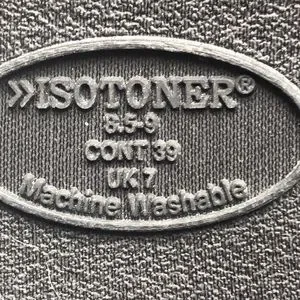 »ISOTONER®
8.5-9
CONT 39
UK 7
Machine Washable